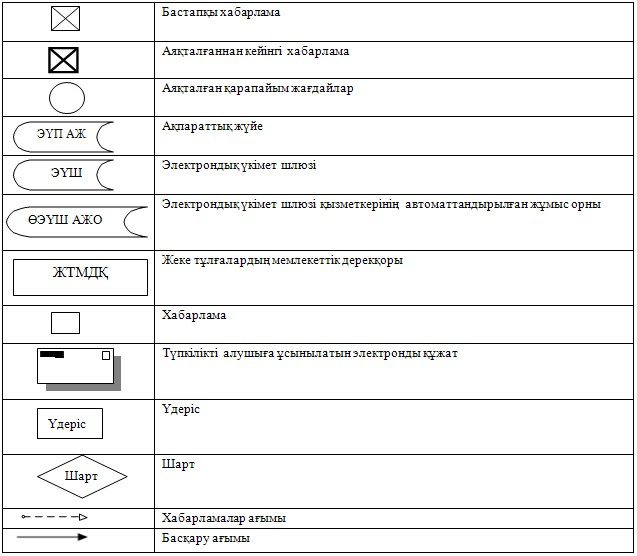 Бастапқы хабарлама
Аяқталғаннан кейінгі хабарлама
Аяқталған қарапайым жағдайлар
ЭҮП АЖ
Ақпараттық жүйе
ЭҮШ
Электрондық үкімет шлюзі
ӨЭҮШ АЖО
Электрондық үкімет шлюзі қызметкерінің автоматтандырылған жұмыс орны
ЖТМДҚ
Жеке тұлғалардың мемлекеттік дерекқоры
Хабарлама
Түпкілікті алушыға ұсынылатын электронды құжат
Үдеріс
Үдеріс
Шарт
Шарт
Хабарламалар ағымы
Басқару ағымы